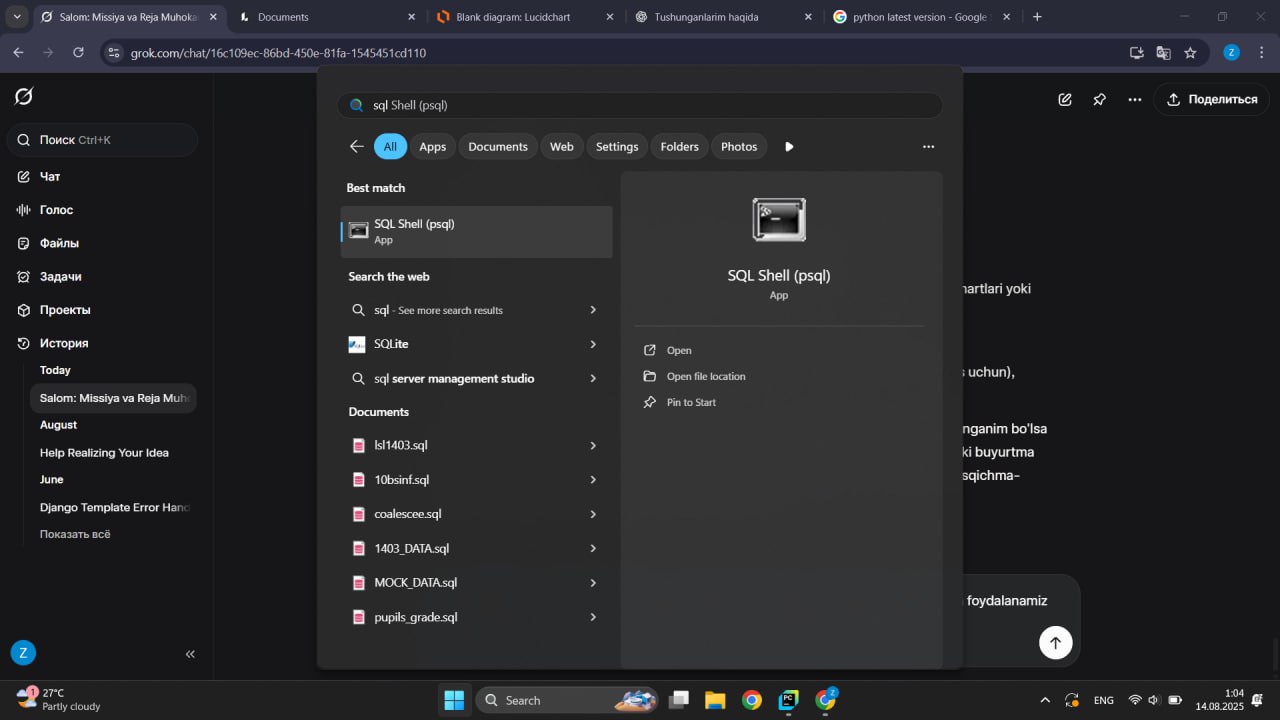 Salom: Missiya va Reja Muhoka
Documents
Blank diagram: Lucidchart
Tushunganlarim haqida
python latest version - Google S
grok.com/chat/16c109ec-86bd-450e-81fa-1545451cd110
Z
Поиск Ctrl+K
Чат
Голос
Файлы
Задачи
Проекты
История
Today
Salom: Missiya va Reja Muho
August
Help Realizing Your Idea
June
Django Template Error Hand
Показать всё
Z
sql Shell (psql)
All
Apps
Documents
Web
Settings
Folders
Photos
Best match
SQL Shell (psql)
App
Search the web
sql - See more search results
SQLite
sql server management studio
Documents
lsl1403.sql
10bsinf.sql
coalescee.sql
1403_DATA.sql
MOCK_DATA.sql
pupils_grade.sql
SQL Shell (psql)
App
Open
Open file location
Pin to Start
Поделиться
nartlari yoki
s uchun),
nganim bo'lsa
ki buyurtma
sqichma-
foydalanamiz
1
27°C
Partly cloudy
Search
PC
Z
ENG
1:04
14.08.2025